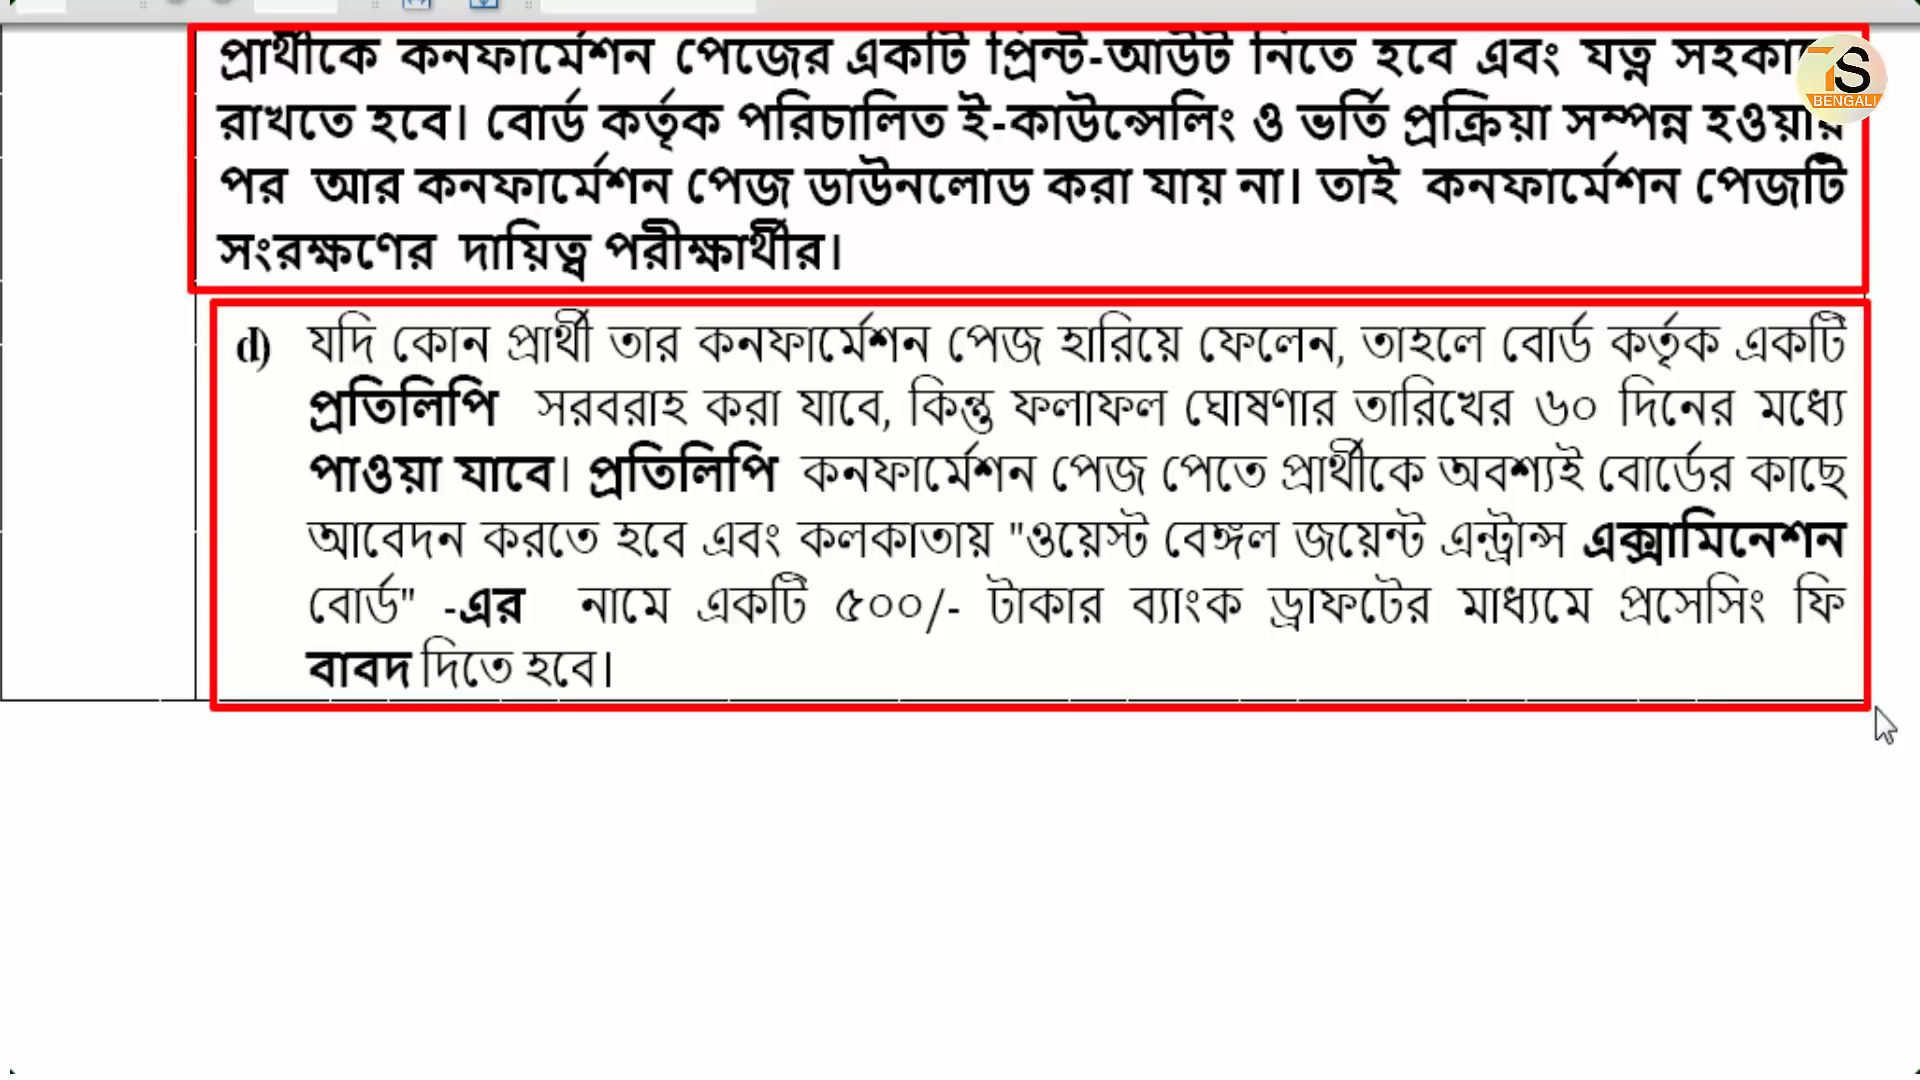 প্রার্থীকে কনফার্মেশন পেজের একটি প্রিন্ট-আউট নিতে হবে এবং যত্ন
রাখতে হবে। বোর্ড কর্তৃক পরিচালিত ই-কাউন্সেলিং ও ভর্তি প্রক্রিয়া সম্পন্ন হওয়ার
পর আর কনফার্মেশন পেজ ডাউনলোড করা যায় না। তাই কনফার্মেশন পেজটি
সংরক্ষণের দায়িত্ব পরীক্ষার্থীর।
d) যদি কোন প্রার্থী তার কনফার্মেশন পেজ হারিয়ে ফেলেন, তাহলে বোর্ড কর্তৃক একটি
প্রতিলিপি সরবরাহ করা যাবে, কিন্তু ফলাফল ঘোষণার তারিখের ৬০ দিনের মধ্যে
পাওয়া যাবে। প্রতিলিপি কনফার্মেশন পেজ পেতে প্রার্থীকে অবশ্যই বোর্ডের কাছে
আবেদন করতে হবে এবং কলকাতায় "ওয়েস্ট বেঙ্গল জয়েন্ট এন্ট্রান্স এক্সামিনেশন
বোর্ড" -এর নামে একটি ৫০০/- টাকার ব্যাংক ড্রাফটের মাধ্যমে প্রসেসিং ফি
বাবদ দিতে হবে।
TS
BENGALI